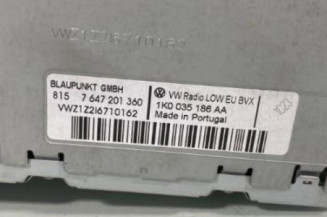 VWZ1Z2I6710162
BLAUPUNKT GMBH
815 7 647 201 360
VWZ1Z2I6710162
VW Radio LOW EU BVX
1K0 035 186 AA
Made in Portugal